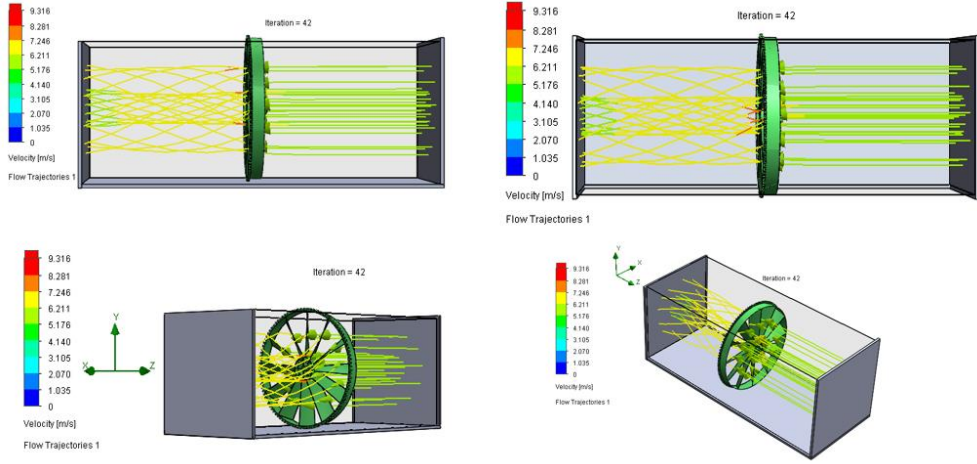 9.316
8.281
7.246
6.211
5.176
4.140
3.105
2.070
1.035
0
Velocity [m/s]
Flow Trajectories 1
Iteration = 42
9.316
8.281
7.246
6.211
5.176
4.140
3.105
2.070
1.035
0
Velocity [m/s]
Flow Trajectories 1
Iteration = 42
9.316
8.281
7.246
6.211
5.176
4.140
3.105
2.070
1.035
0
Velocity [m/s]
Flow Trajectories 1
Iteration = 42
Y
X
Z
9.316
8.281
7.246
6.211
5.176
4.140
3.105
2.070
1.035
0
Velocity [m/s]
Flow Trajectories 1
Iteration = 42
Y
X
Z